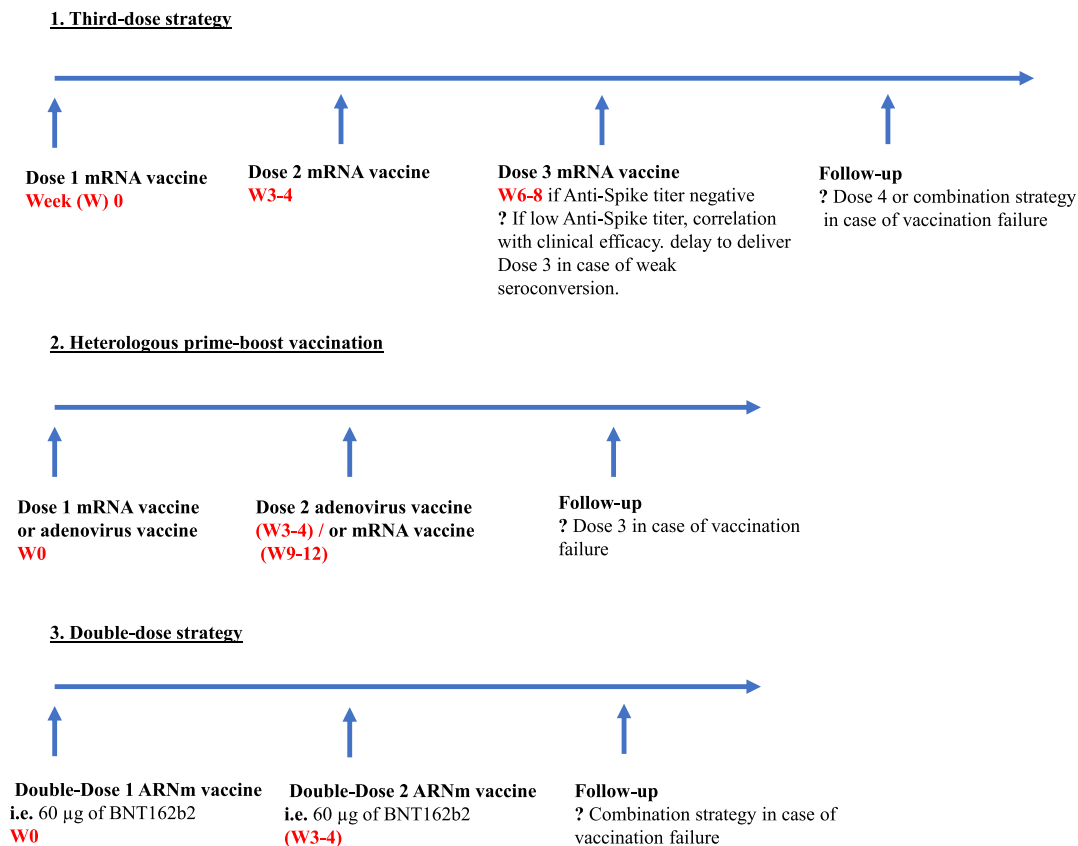 1. Third-dose strategy
Dose 1 mRNA vaccine
Week (W) 0
Dose 2 mRNA vaccine
W3-4
Dose 3 mRNA vaccine
W6-8 if Anti-Spike titer negative
? If low Anti-Spike titer, correlation
with clinical efficacy. delay to deliver
Dose 3 in case of weak
seroconversion.
Follow-up
? Dose 4 or combination strategy
in case of vaccination failure
2. Heterologous prime-boost vaccination
Dose 1 mRNA vaccine
or adenovirus vaccine
W0
Dose 2 adenovirus vaccine
(W3-4) / or mRNA vaccine
(W9-12)
Follow-up
? Dose 3 in case of vaccination
failure
3. Double-dose strategy
Double-Dose 1 ARNm vaccine
i.e. 60 µg of BNT162b2
W0
Double-Dose 2 ARNm vaccine
i.e. 60 µg of BNT162b2
(W3-4)
Follow-up
? Combination strategy in case of
vaccination failure